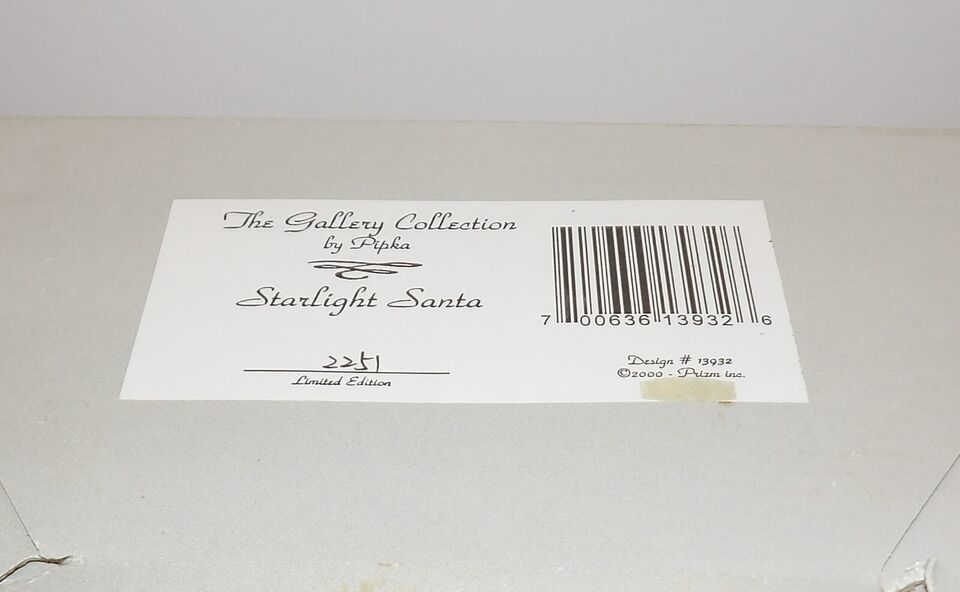 The Gallery Collection
by Pipka
Starlight Santa
2251
Limited Edition
7 00636 13932 6
Design # 13932
©2000 - Prizm inc.